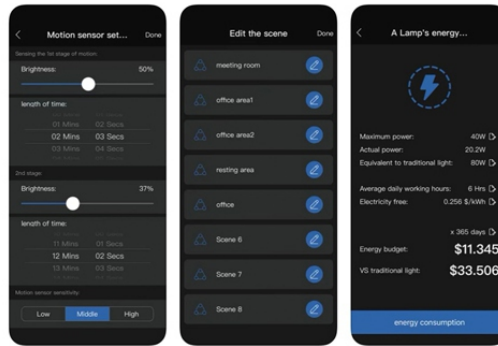 Motion sensor set...
Done
Sensing the 1st stage of motion
Brightness: 50%
length of time:
01 Mins 02 Secs
02 Mins 03 Secs
03 Mins 04 Secs
2nd stage:
Brightness: 37%
length of time:
11 Mins 01 Secs
12 Mins 02 Secs
13 Mins 03 Secs
Motion sensor sensitivity
Low Middle High
Edit the scene
Done
meeting room
office area1
office area2
resting area
office
Scene 6
Scene 7
Scene 8
A Lamp's energy...
Maximum power: 40W
Actual power: 20.2W
Equivalent to traditional light: 80W
Average daily working hours: 6 Hrs
Electricity free: 0.256 $/kWh
x 365 days
Energy budget: $11.345
VS traditional light: $33.506
energy consumption